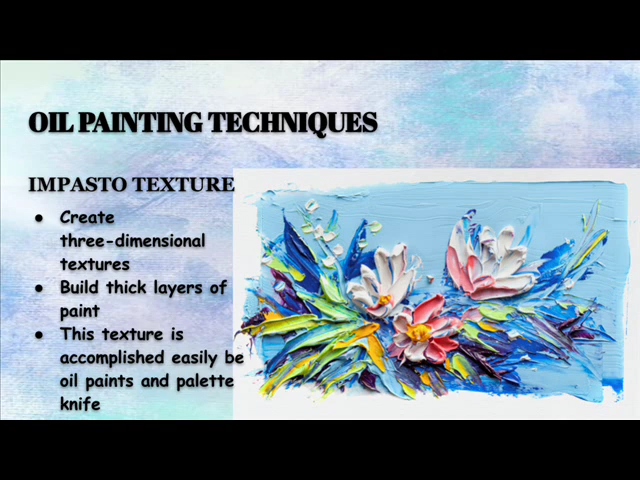 OIL PAINTING TECHNIQUES
IMPASTO TEXTURE
● Create
three-dimensional
textures
● Build thick layers of
paint
● This texture is
accomplished easily be
oil paints and palette
knife